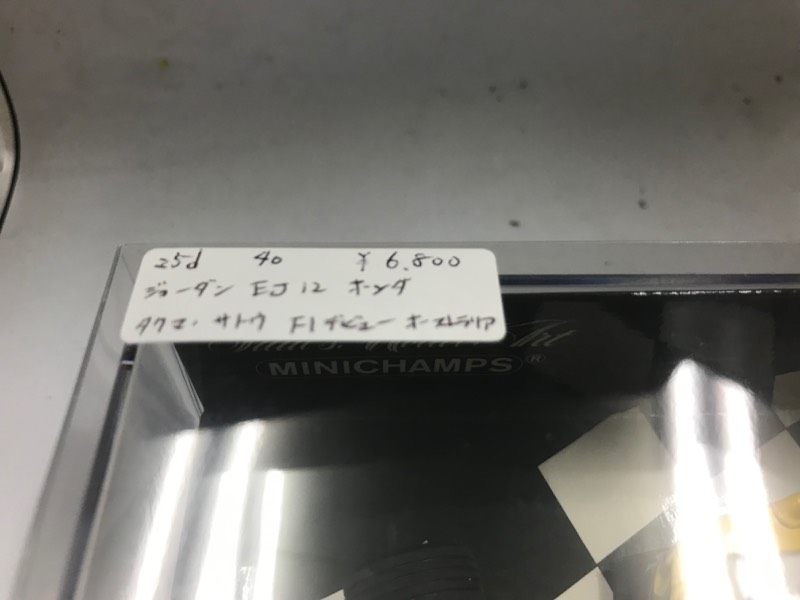 25d 40 ¥6.800
ジョーダン EJ12 ホンダ
タクマ・サトウ F1デビュー オーストラリア
MINICHAMPS®